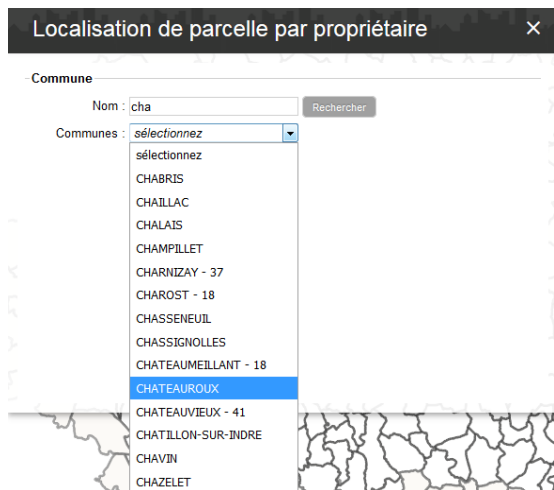 Localisation de parcelle par propriétaire ×
Commune
Nom : cha Rechercher
Communes : sélectionnez
sélectionnez
CHABRIS
CHAILLAC
CHALAIS
CHAMPILLET
CHARNIZAY - 37
CHAROST - 18
CHASSENEUIL
CHASSIGNOLLES
CHATEAUMEILLANT - 18
CHATEAUROUX
CHATEAUVIEUX - 41
CHATILLON-SUR-INDRE
CHAVIN
CHAZELET